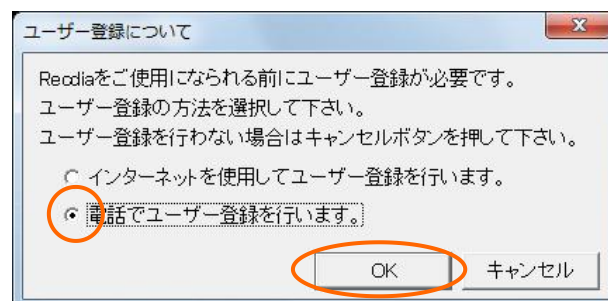 ユーザー登録について
Recdiaをご使用になられる前にユーザー登録が必要です。
ユーザー登録の方法を選択して下さい。
ユーザー登録を行わない場合はキャンセルボタンを押して下さい。
インターネットを使用してユーザー登録を行います。
電話でユーザー登録を行います。
OK
キャンセル